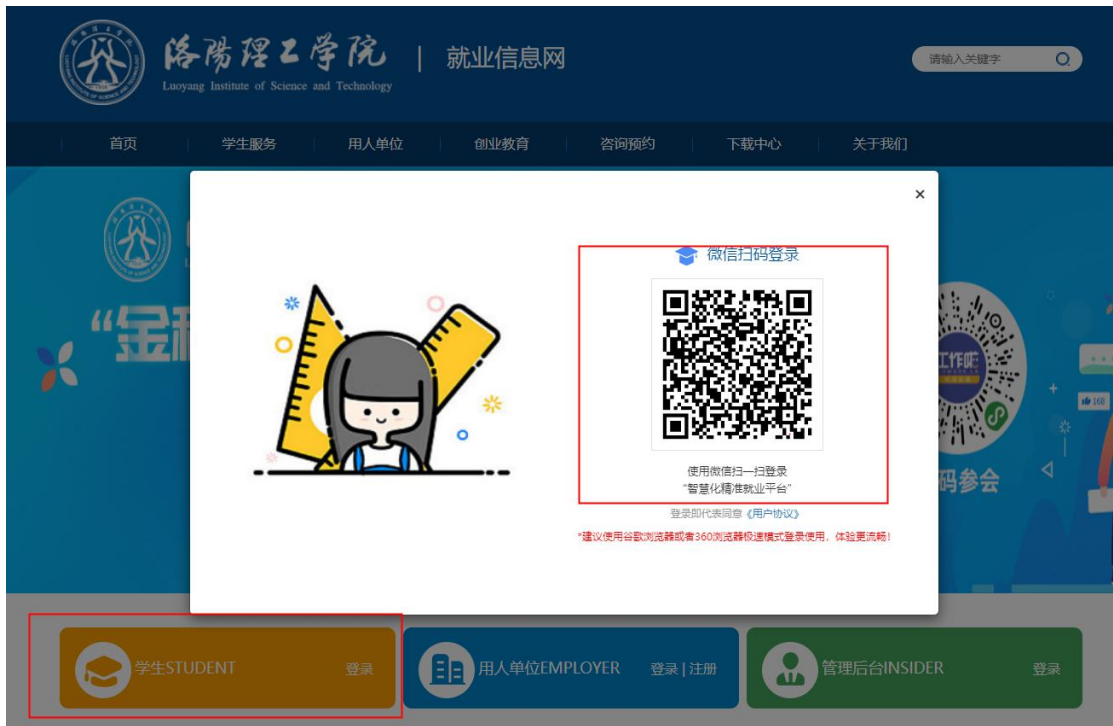 洛阳理工学院 | 就业信息网
Luoyang Institute of Science and Technology
请输入关键字
首页 学生服务 用人单位 创业教育 咨询预约 下载中心 关于我们
×
微信扫码登录
“金
工作啦
168
码参会
使用微信扫一扫登录
“智慧化精准就业平台”
登录即代表同意《用户协议》
*建议使用谷歌浏览器或者360浏览器极速模式登录使用，体验更流畅！
学生STUDENT 登录
用人单位EMPLOYER 登录 | 注册
管理后台INSIDER 登录